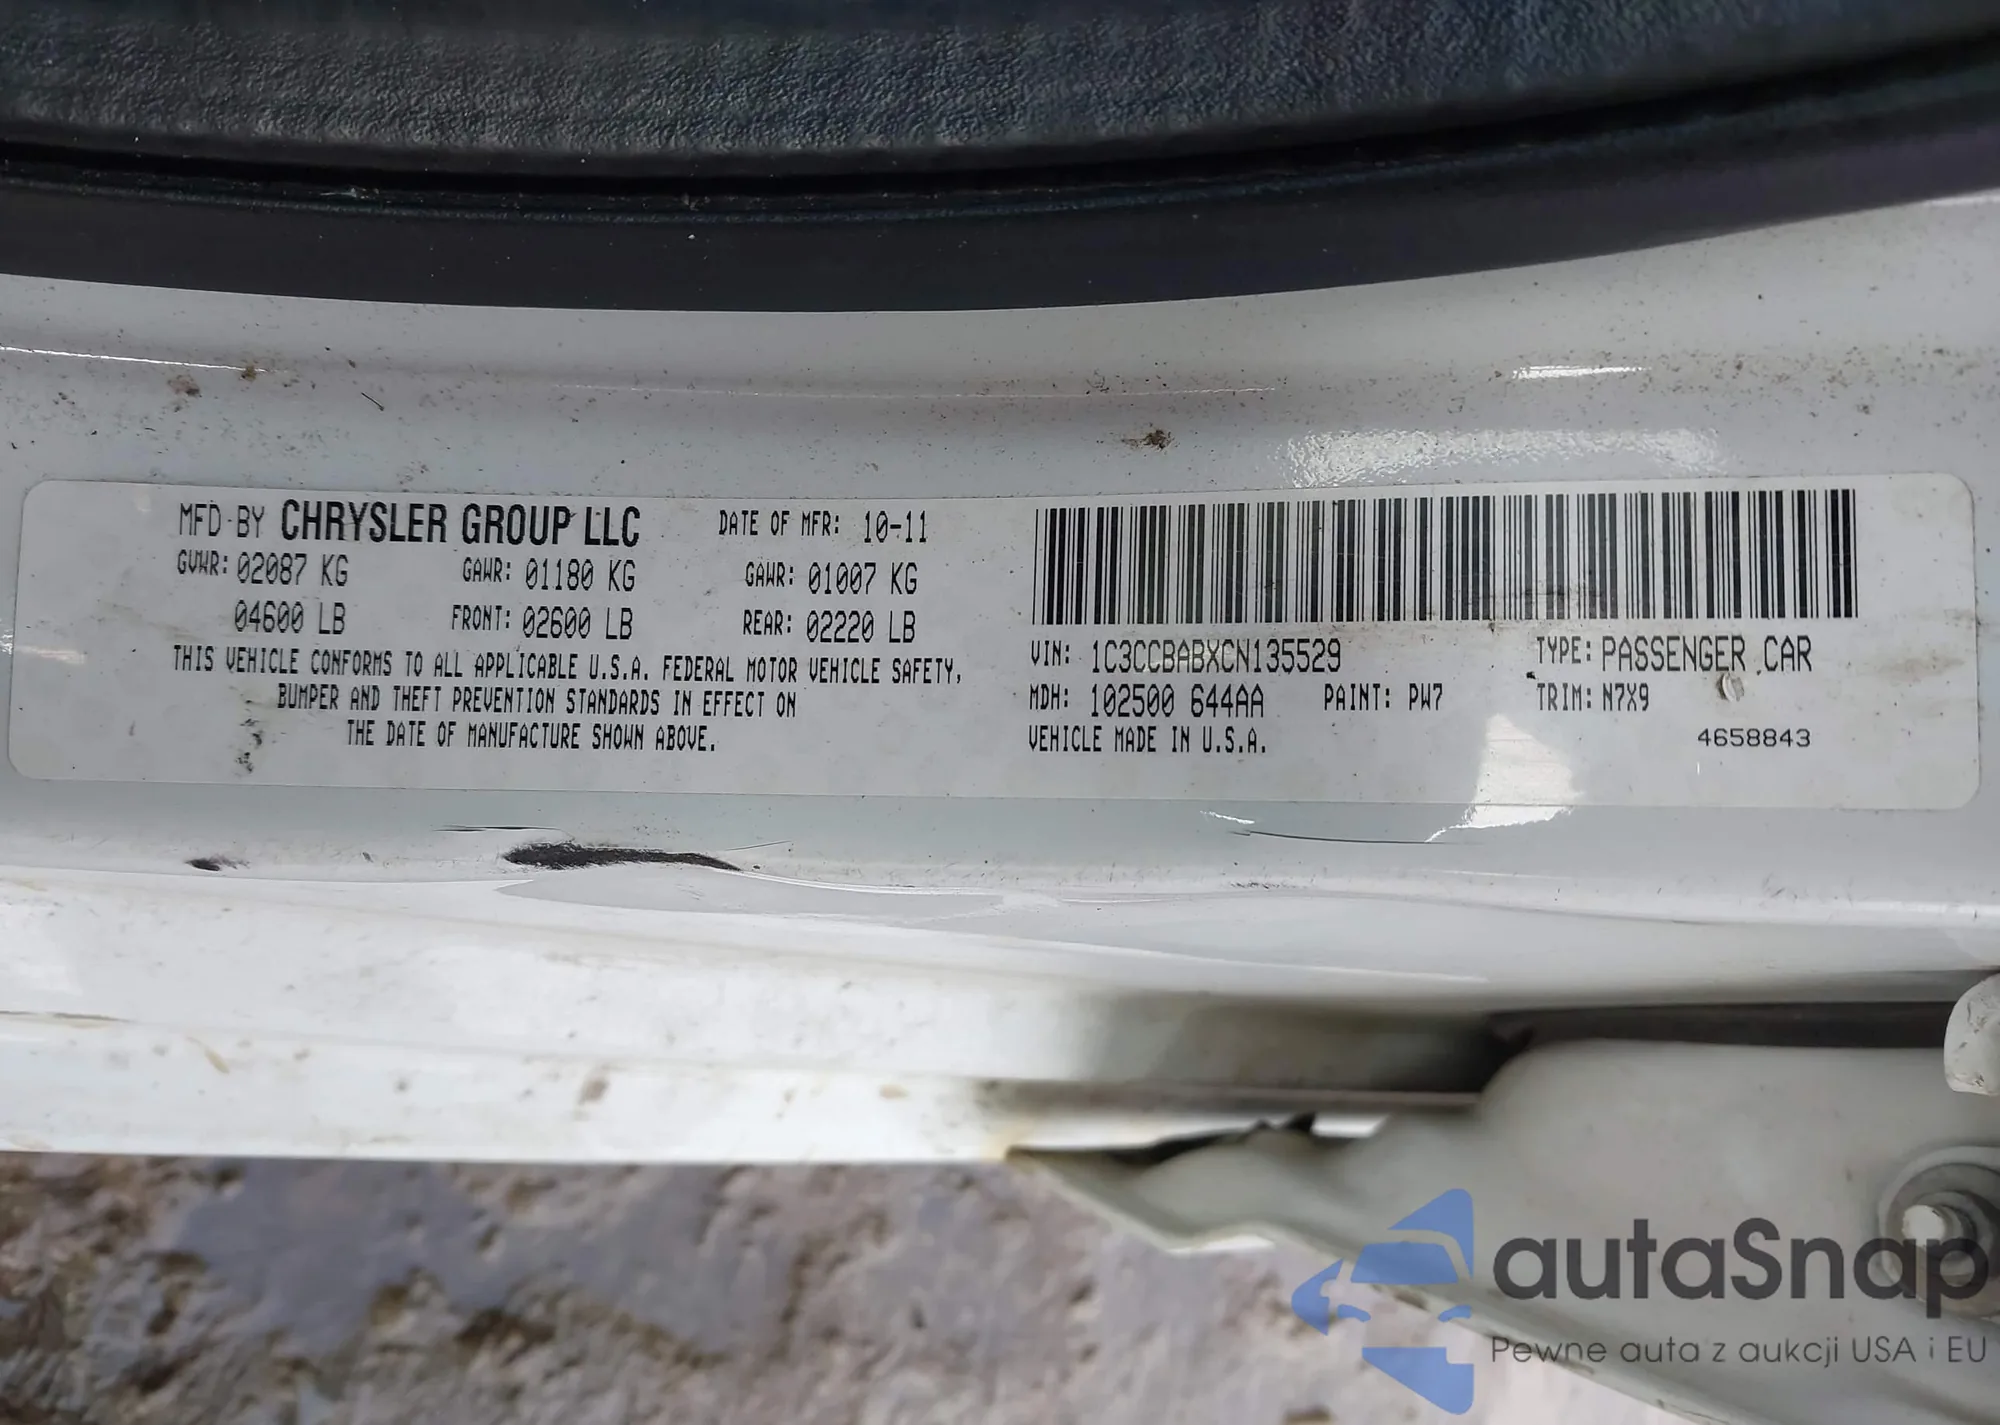 MFD BY CHRYSLER GROUP LLC DATE OF MFR: 10-11
GVWR: 02087 KG GAWR: 01180 KG GAWR: 01007 KG
04600 LB FRONT: 02600 LB REAR: 02220 LB
THIS VEHICLE CONFORMS TO ALL APPLICABLE U.S.A. FEDERAL MOTOR VEHICLE SAFETY,
BUMPER AND THEFT PREVENTION STANDARDS IN EFFECT ON
THE DATE OF MANUFACTURE SHOWN ABOVE.
VIN: 1C3CCBABXCN135529 TYPE: PASSENGER CAR
MDH: 102500 644AA PAINT: PW7 TRIM: N7X9
VEHICLE MADE IN U.S.A. 4658843
autaSnap
Pewne auta z aukcji USA i EU